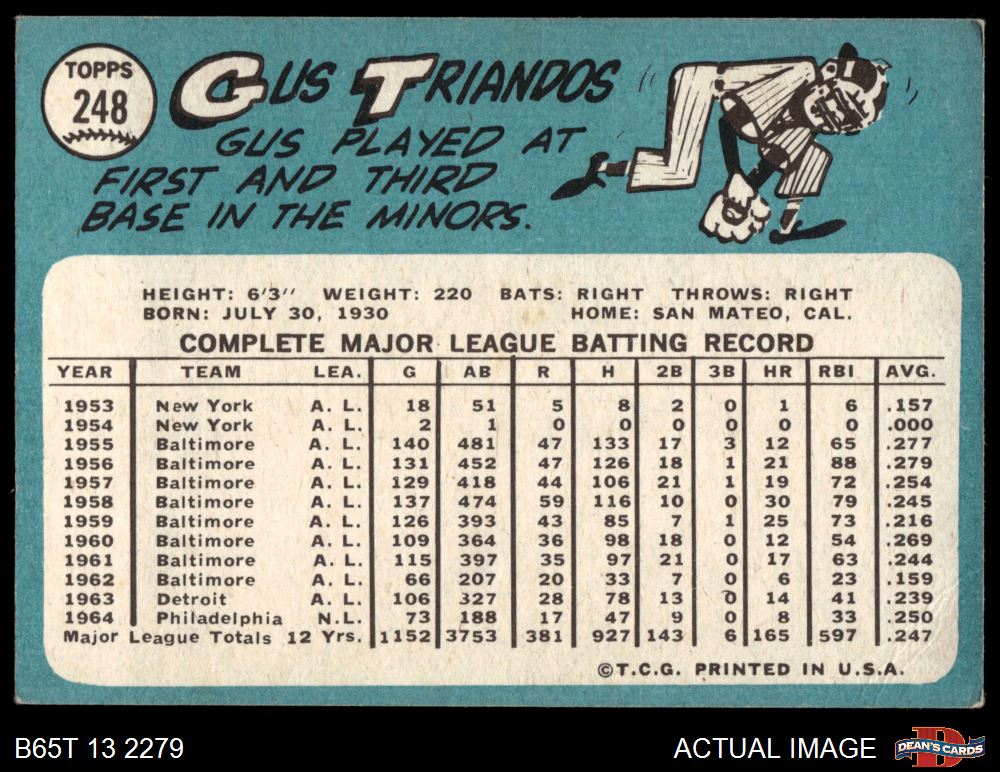 TOPPS
248
GUS TRIANDOS
GUS PLAYED AT
FIRST AND THIRD
BASE IN THE MINORS.
HEIGHT: 6'3" WEIGHT: 220 BATS: RIGHT THROWS: RIGHT
BORN: JULY 30, 1930 HOME: SAN MATEO, CAL.
COMPLETE MAJOR LEAGUE BATTING RECORD
YEAR TEAM LEA. G AB R H 2B 3B HR RBI AVG.
1953 New York A. L. 18 51 5 8 2 0 1 6 .157
1954 New York A. L. 2 1 0 0 0 0 0 0 .000
1955 Baltimore A. L. 140 481 47 133 17 3 12 65 .277
1956 Baltimore A. L. 131 452 47 126 18 1 21 88 .279
1957 Baltimore A. L. 129 418 44 106 21 1 19 72 .254
1958 Baltimore A. L. 137 474 59 116 10 0 30 79 .245
1959 Baltimore A. L. 126 393 43 85 7 1 25 73 .216
1960 Baltimore A. L. 109 364 36 98 18 0 12 54 .269
1961 Baltimore A. L. 115 397 35 97 21 0 17 63 .244
1962 Baltimore A. L. 66 207 20 33 7 0 6 23 .159
1963 Detroit A. L. 106 327 28 78 13 0 14 41 .239
1964 Philadelphia N.L. 73 188 17 47 9 0 8 33 .250
Major League Totals 12 Yrs. 1152 3753 381 927 143 6 165 597 .247
©T.C.G. PRINTED IN U.S.A.
B65T 13 2279
ACTUAL IMAGE
D
DEAN'S CARDS